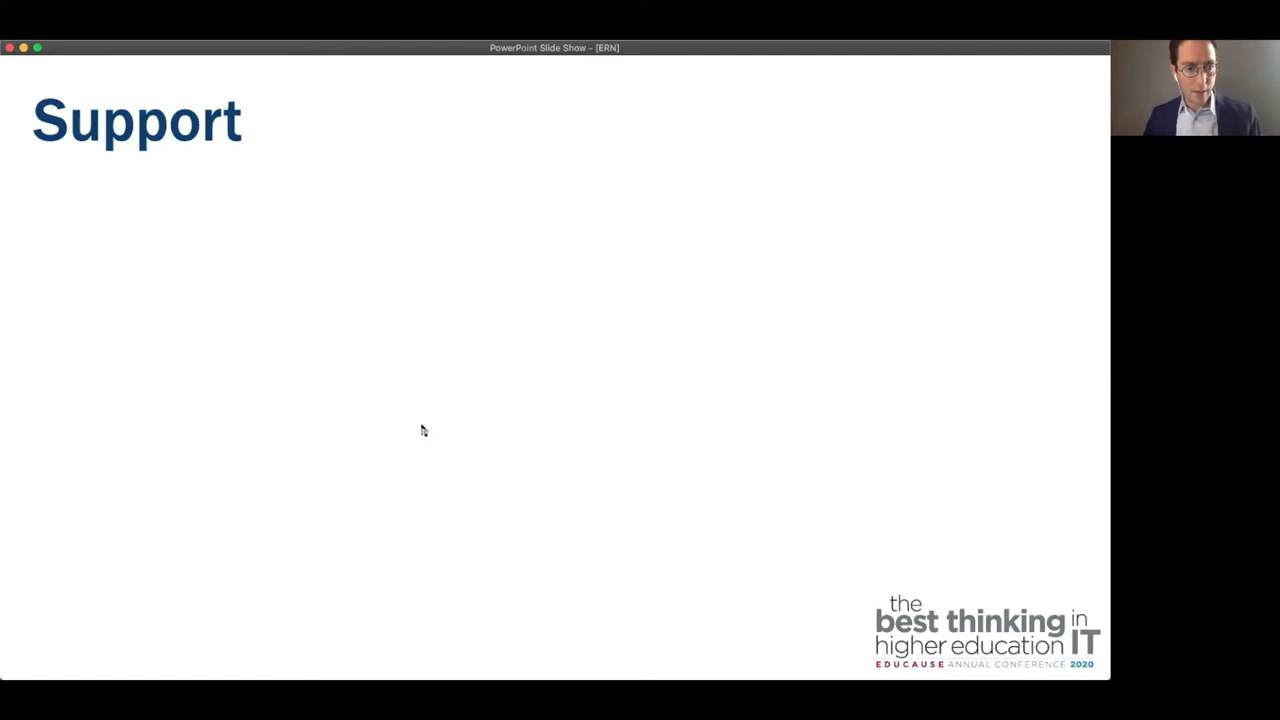 PowerPoint Slide Show - [ERN]
Support
the
best thinking in
higher education IT
EDUCAUSE ANNUAL CONFERENCE 2020